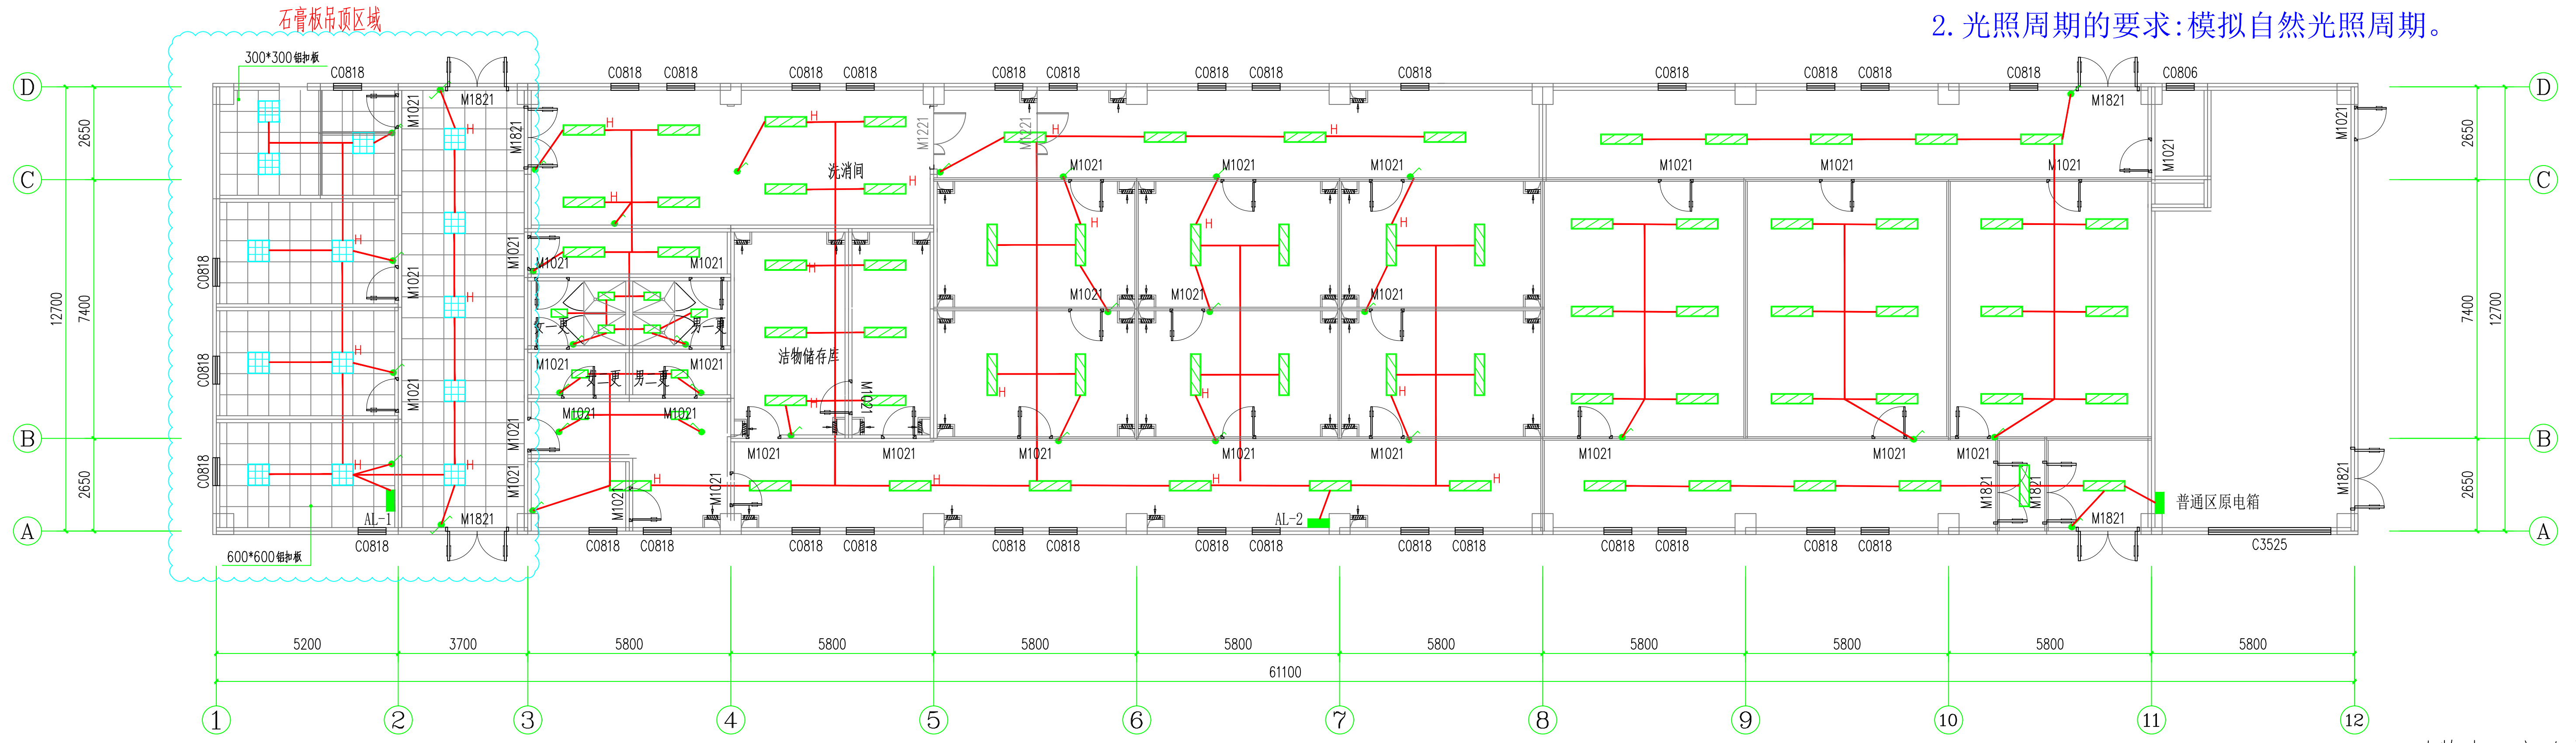 石膏板吊顶区域
2.光照周期的要求:模拟自然光照周期。
300*300铝扣板
C0818 C0818 C0818 C0818 C0818 C0818 C0818 C0818 C0818 C0818 C0818 C0818 C0818 C0818 C0806
D D
M1821 M1821
M1021 M1821 M1221 M1221 M1021
H H H H H
2650 2650
洗消间
M1021 M1021 M1021 M1021 M1021 M1021 M1021
C C
H H
H H H H
H H
C0818 M1021 M1021 M1021 M1021
M1021 M1021 M1021
12700 7400 7400 12700
女一更 男一更
洁物储存库
C0818 M1021 M1021 M1021
女二更 男二更
M1021 M1021 M1021
H H H H
B B
M1021 M1021 M1021 M1021 M1021 M1021 M1021 M1021
C0818 M1021 M1021 M1021 M1821 M1821 M1821
H H H H
2650 2650
AL-1 M1821 AL-2 M1821 普通区原电箱
A A
C0818 C0818 C0818 C0818 C0818 C0818 C0818 C0818 C0818 C0818 C0818 C0818 C0818 C0818 C0818 C3525
600*600铝扣板
5200 3700 5800 5800 5800 5800 5800 5800 5800 5800 5800
61100
1 2 3 4 5 6 7 8 9 10 11 12